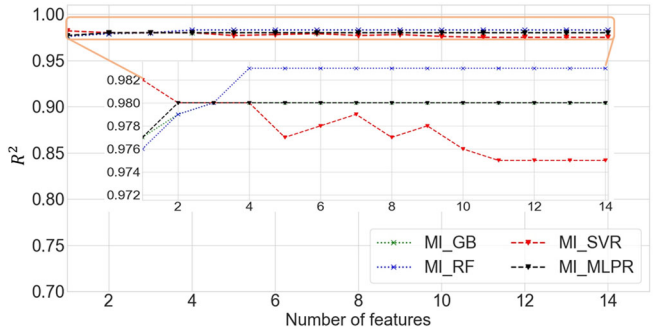 1.00
0.95
0.90
0.85
0.80
0.75
0.70
R²
0.982
0.980
0.978
0.976
0.974
0.972
2 4 6 8 10 12 14
MI_GB MI_SVR
MI_RF MI_MLPR
2 4 6 8 10 12 14
Number of features